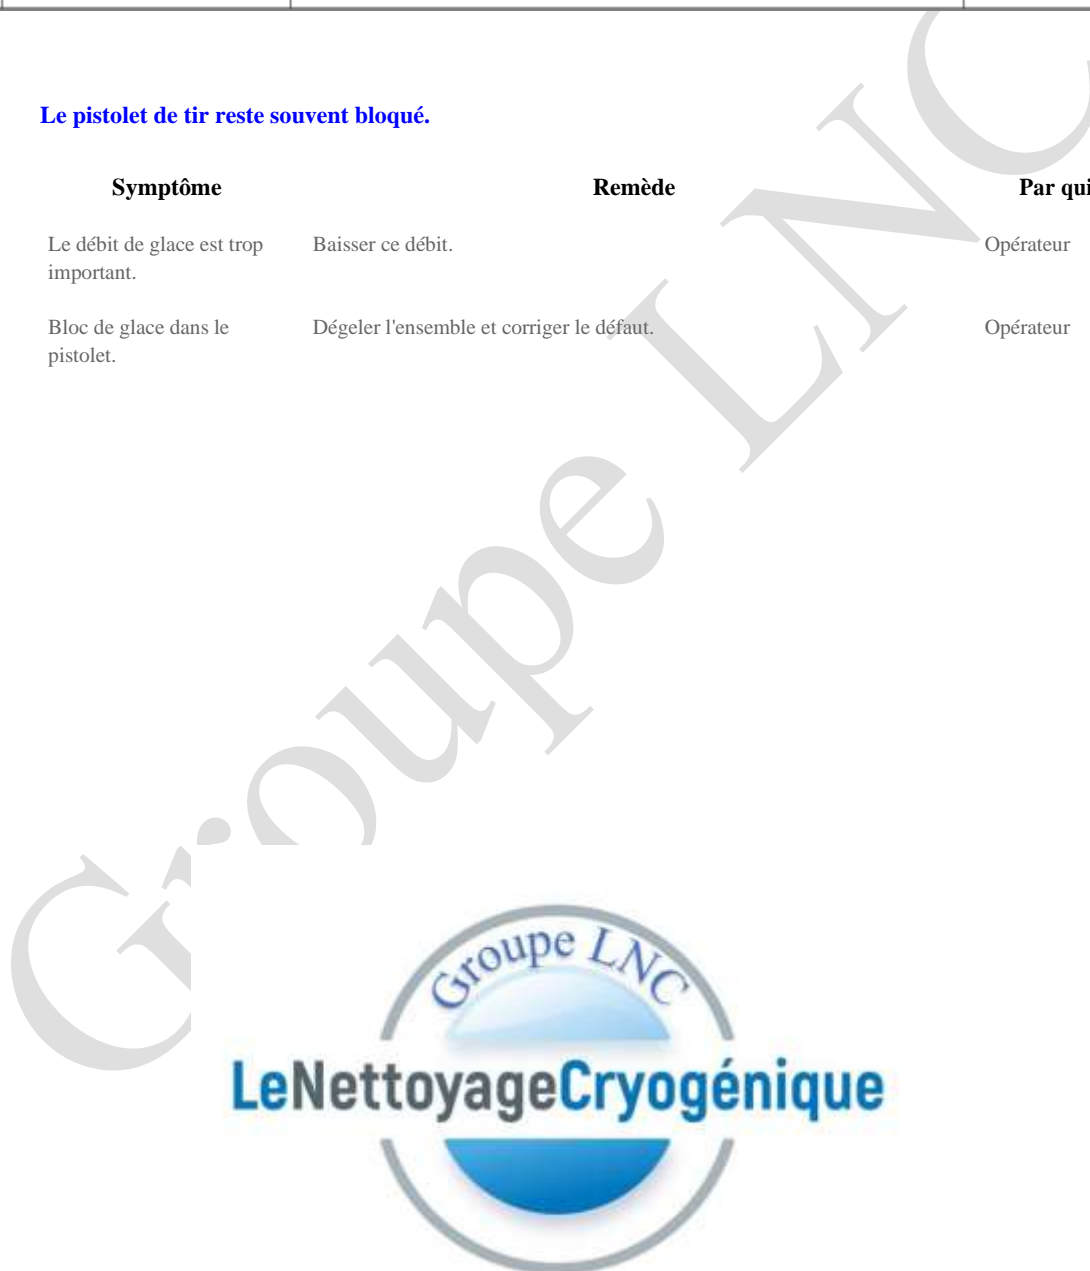 Le pistolet de tir reste souvent bloqué.
Symptôme Remède Par qui
Le débit de glace est trop important. Baisser ce débit. Opérateur
Bloc de glace dans le pistolet. Dégeler l'ensemble et corriger le défaut. Opérateur
Groupe LNC
Groupe LNC
LeNettoyageCryogénique